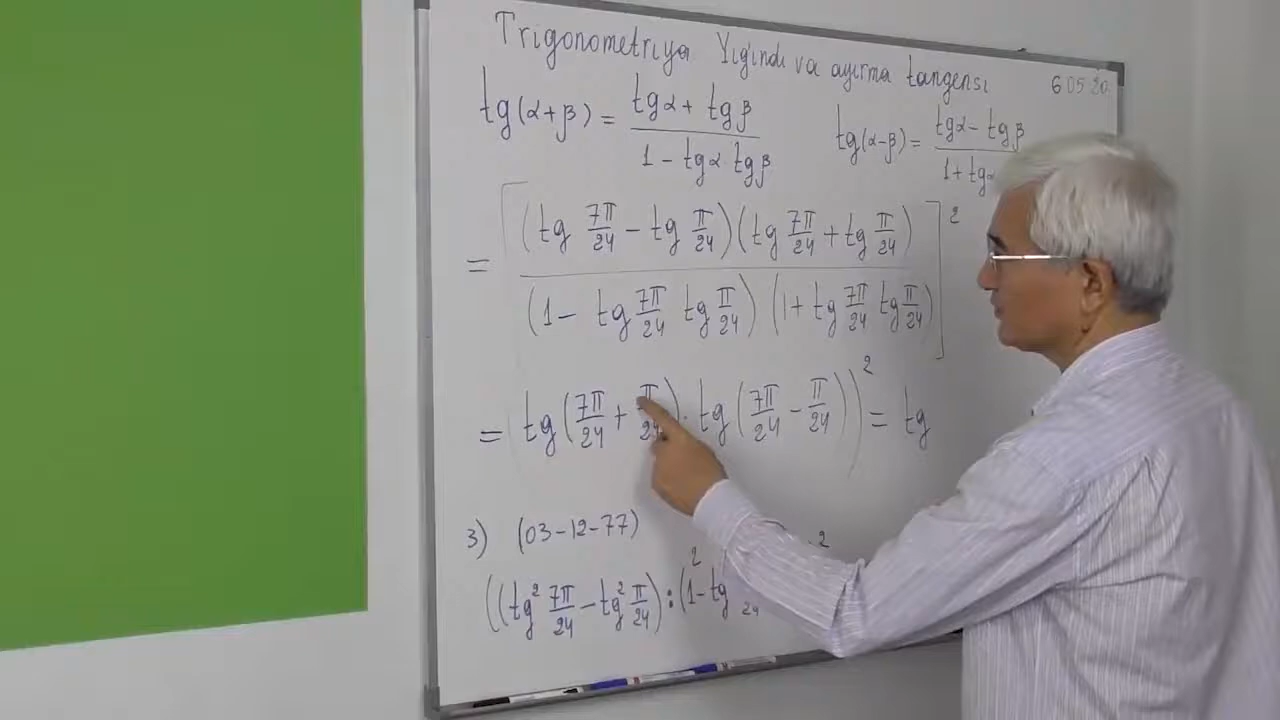 Trigonometriya Yig'indi va ayirma tangensi 6 05 20
tg(α+β) = (tgα + tgβ) / (1 - tgα tgβ) tg(α-β) = (tgα - tgβ) / (1 + tgα
= [ (tg 7π/24 - tg π/24)(tg 7π/24 + tg π/24) / (1 - tg 7π/24 tg π/24)(1 + tg 7π/24 tg π/24) ]²
= tg(7π/24 + π/24) · tg(7π/24 - π/24))² = tg
3) (03-12-77)
((tg² 7π/24 - tg² π/24) : (1 - tg²